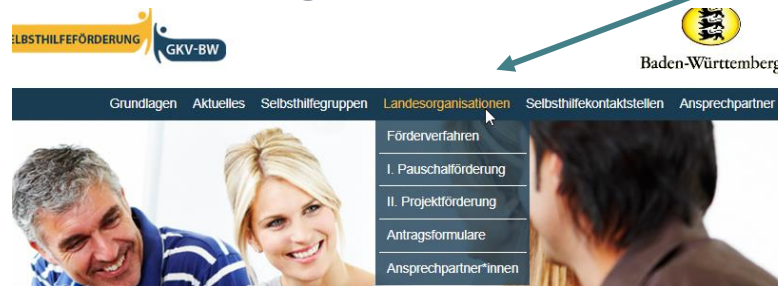 ELBSTHILFEFÖRDERUNG
GKV-BW
Baden-Württemberg
Grundlagen Aktuelles Selbsthilfegruppen Landesorganisationen Selbsthilfekontaktstellen Ansprechpartner
Förderverfahren
I. Pauschalförderung
II. Projektförderung
Antragsformulare
Ansprechpartner*innen